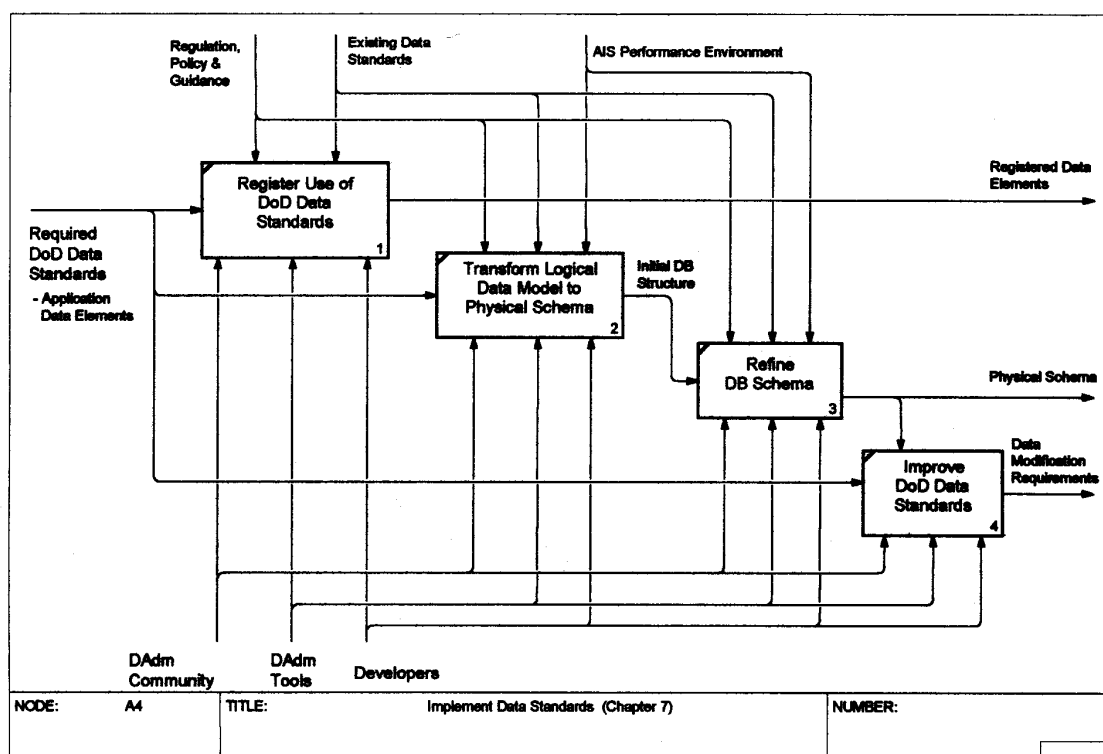 Regulation,
Policy &
Guidance
Existing Data
Standards
AIS Performance Environment
Register Use of
DoD Data
Standards
1
Registered Data
Elements
Required
DoD Data
Standards
- Application
Data Elements
Transform Logical
Data Model to
Physical Schema
2
Initial DB
Structure
Refine
DB Schema
3
Physical Schema
Improve
DoD Data
Standards
4
Data
Modification
Requirements
DAdm
Community
DAdm
Tools
Developers
NODE: A4
TITLE: Implement Data Standards (Chapter 7)
NUMBER: